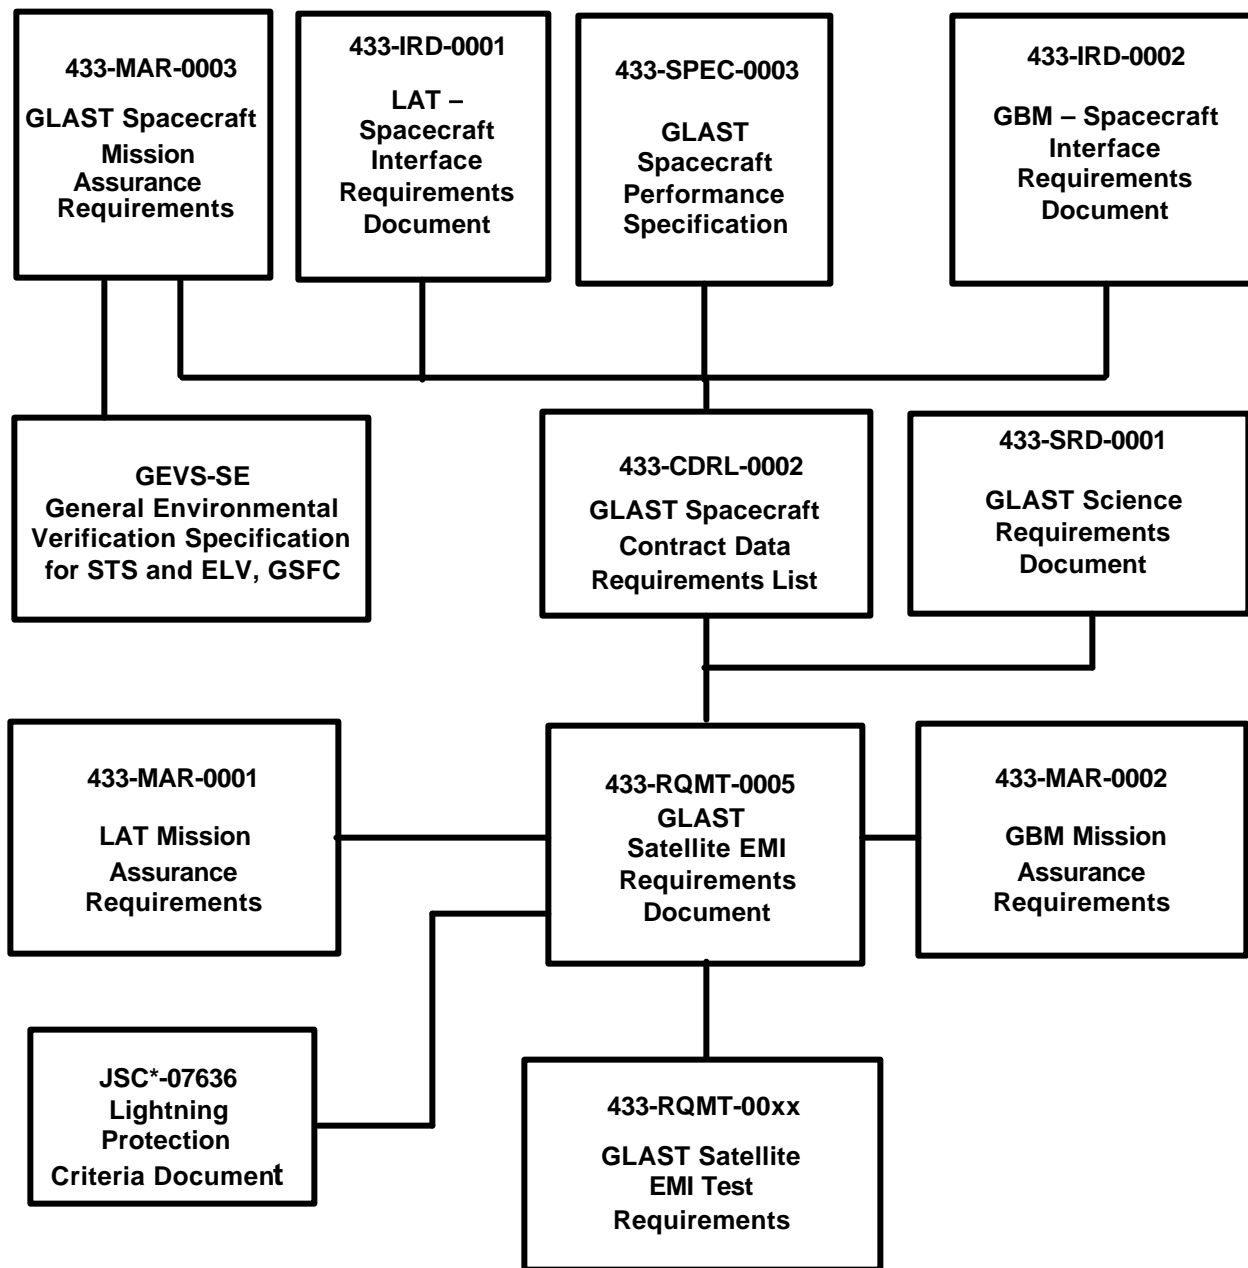 433-MAR-0003
GLAST Spacecraft
Mission
Assurance
Requirements
433-IRD-0001
LAT –
Spacecraft
Interface
Requirements
Document
433-SPEC-0003
GLAST
Spacecraft
Performance
Specification
433-IRD-0002
GBM – Spacecraft
Interface
Requirements
Document
GEVS-SE
General Environmental
Verification Specification
for STS and ELV, GSFC
433-CDRL-0002
GLAST Spacecraft
Contract Data
Requirements List
433-SRD-0001
GLAST Science
Requirements
Document
433-MAR-0001
LAT Mission
Assurance
Requirements
433-RQMT-0005
GLAST
Satellite EMI
Requirements
Document
433-MAR-0002
GBM Mission
Assurance
Requirements
JSC*-07636
Lightning
Protection
Criteria Document
433-RQMT-00xx
GLAST Satellite
EMI Test
Requirements